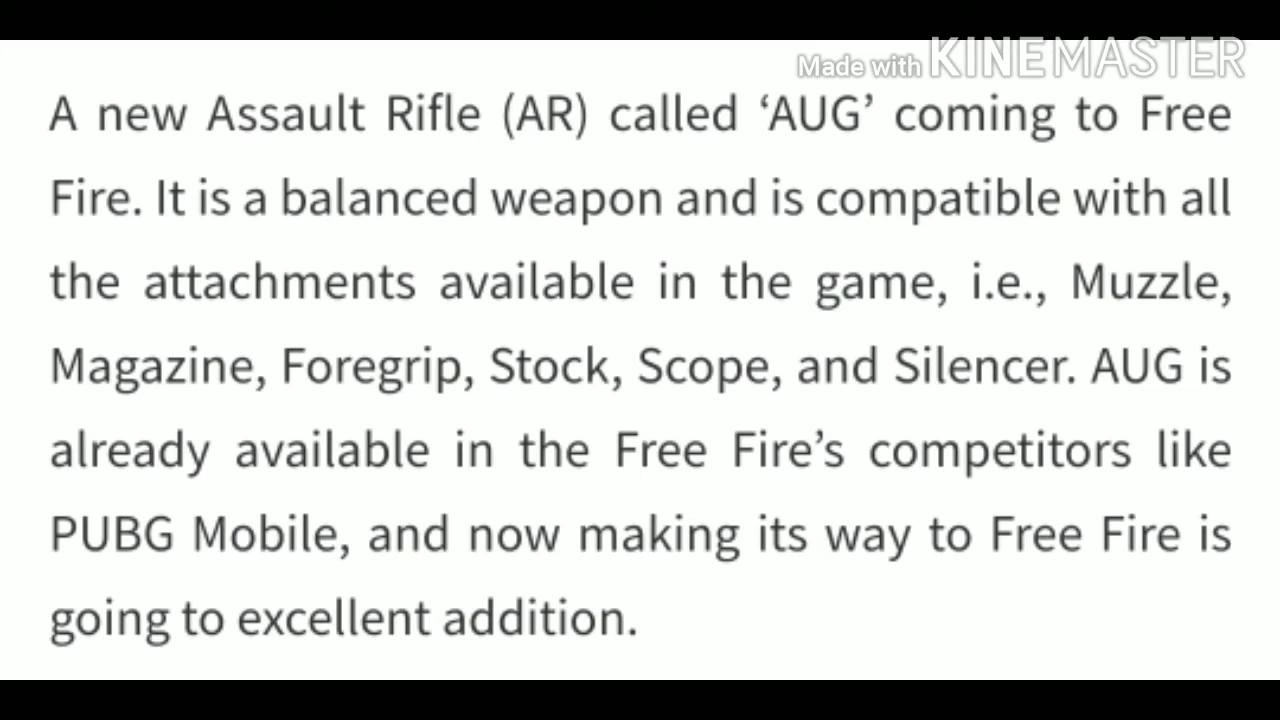 Made with KINEMASTER
A new Assault Rifle (AR) called ‘AUG’ coming to Free
Fire. It is a balanced weapon and is compatible with all
the attachments available in the game, i.e., Muzzle,
Magazine, Foregrip, Stock, Scope, and Silencer. AUG is
already available in the Free Fire’s competitors like
PUBG Mobile, and now making its way to Free Fire is
going to excellent addition.